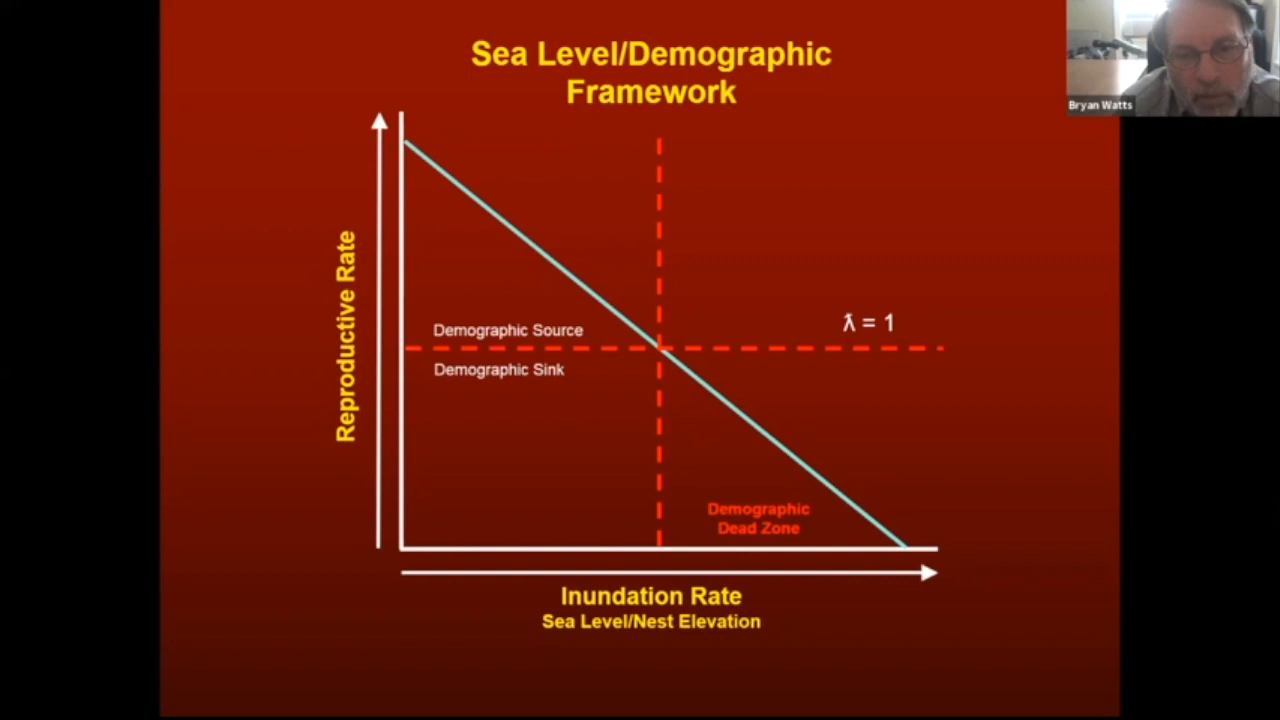 Sea Level/Demographic
Framework
Bryan Watts
Reproductive Rate
Demographic Source
Demographic Sink
ƛ = 1
Demographic
Dead Zone
Inundation Rate
Sea Level/Nest Elevation